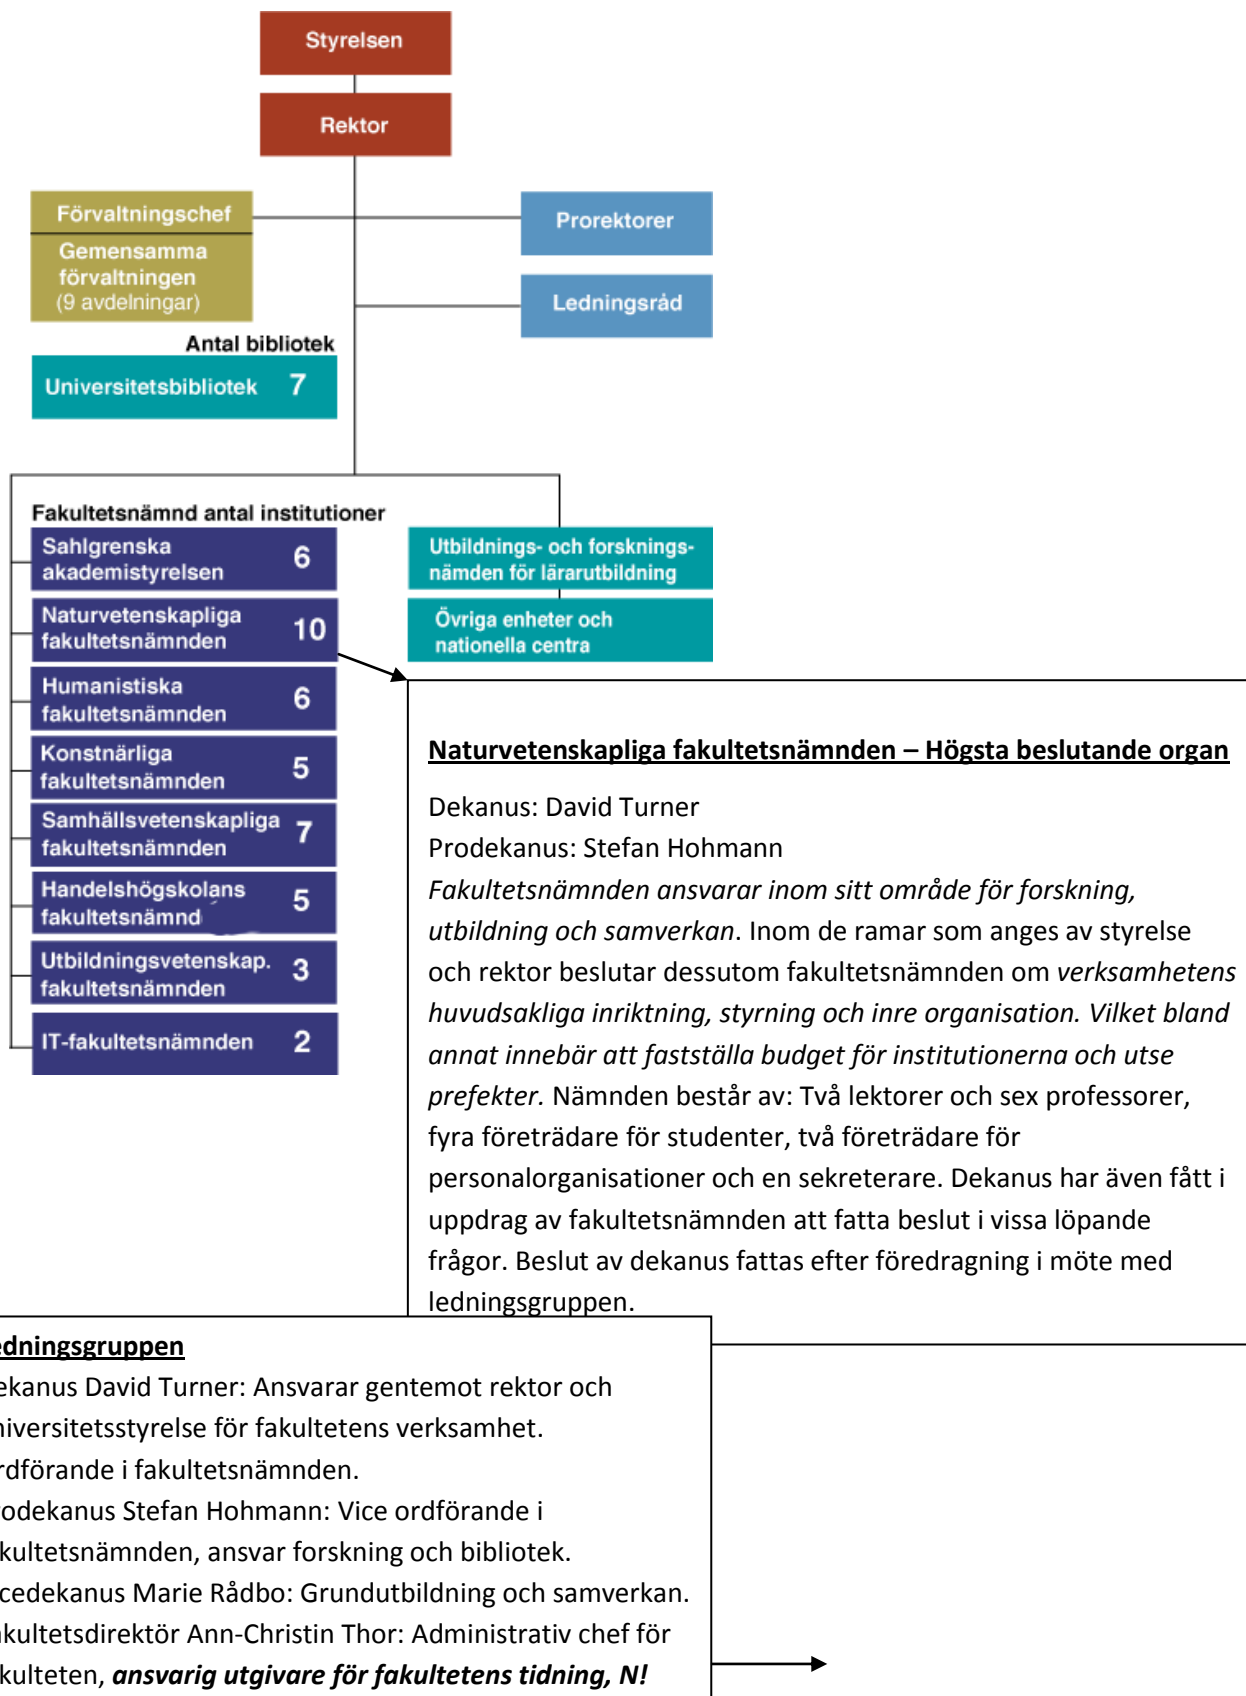 Styrelsen
Rektor
Förvaltningschef
Gemensamma
förvaltningen
(9 avdelningar)
Prorektorer
Ledningsråd
Antal bibliotek
Universitetsbibliotek 7
Fakultetsnämnd antal institutioner
Sahlgrenska
akademistyrelsen 6
Naturvetenskapliga
fakultetsnämnden 10
Humanistiska
fakultetsnämnden 6
Konstnärliga
fakultetsnämnden 5
Samhällsvetenskapliga
fakultetsnämnden 7
Handelshögskolans
fakultetsnämnd 5
Utbildningsvetenskap.
fakultetsnämnden 3
IT-fakultetsnämnden 2
Utbildnings- och forsknings-
nämden för lärarutbildning
Övriga enheter och
nationella centra
Naturvetenskapliga fakultetsnämnden – Högsta beslutande organ
Dekanus: David Turner
Prodekanus: Stefan Hohmann
Fakultetsnämnden ansvarar inom sitt område för forskning,
utbildning och samverkan. Inom de ramar som anges av styrelse
och rektor beslutar dessutom fakultetsnämnden om verksamhetens
huvudsakliga inriktning, styrning och inre organisation. Vilket bland
annat innebär att fastställa budget för institutionerna och utse
prefekter. Nämnden består av: Två lektorer och sex professorer,
fyra företrädare för studenter, två företrädare för
personalorganisationer och en sekreterare. Dekanus har även fått i
uppdrag av fakultetsnämnden att fatta beslut i vissa löpande
frågor. Beslut av dekanus fattas efter föredragning i möte med
ledningsgruppen.
edningsgruppen
ekanus David Turner: Ansvarar gentemot rektor och
niversitetsstyrelse för fakultetens verksamhet.
rdförande i fakultetsnämnden.
rodekanus Stefan Hohmann: Vice ordförande i
kultetsnämnden, ansvar forskning och bibliotek.
cedekanus Marie Rådbo: Grundutbildning och samverkan.
akultetsdirektör Ann-Christin Thor: Administrativ chef för
kulteten, ansvarig utgivare för fakultetens tidning, N!